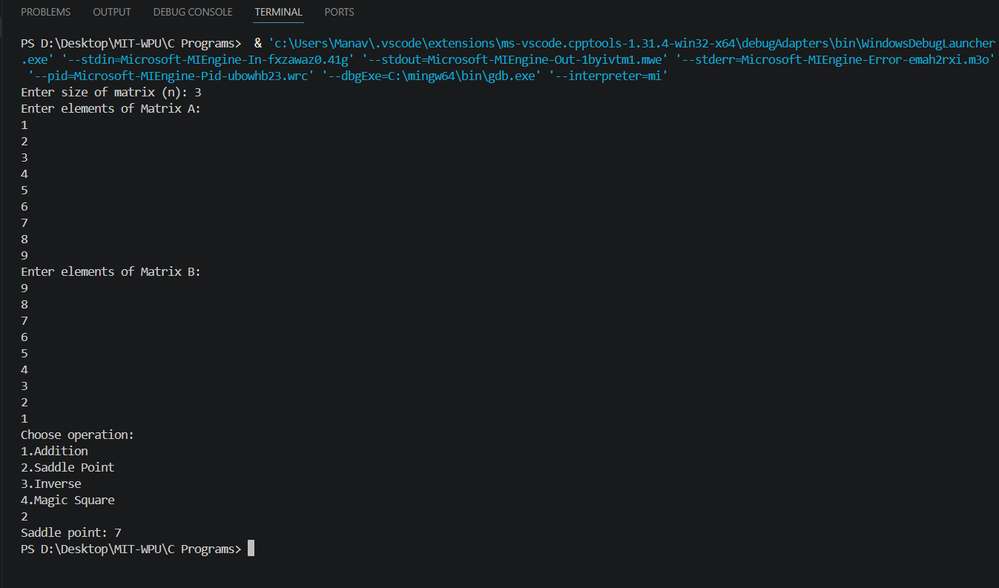 PROBLEMS OUTPUT DEBUG CONSOLE TERMINAL PORTS
PS D:\Desktop\MIT-WPU\C Programs>  & 'c:\Users\Manav\.vscode\extensions\ms-vscode.cpptools-1.31.4-win32-x64\debugAdapters\bin\WindowsDebugLauncher
.exe' '--stdin=Microsoft-MIEngine-In-fxzawaz0.41g' '--stdout=Microsoft-MIEngine-Out-1byivtm1.mwe' '--stderr=Microsoft-MIEngine-Error-emah2rxi.m3o'
'--pid=Microsoft-MIEngine-Pid-ubowhb23.wrc' '--dbgExe=C:\mingw64\bin\gdb.exe' '--interpreter=mi'
Enter size of matrix (n): 3
Enter elements of Matrix A:
1
2
3
4
5
6
7
8
9
Enter elements of Matrix B:
9
8
7
6
5
4
3
2
1
Choose operation:
1.Addition
2.Saddle Point
3.Inverse
4.Magic Square
2
Saddle point: 7
PS D:\Desktop\MIT-WPU\C Programs>